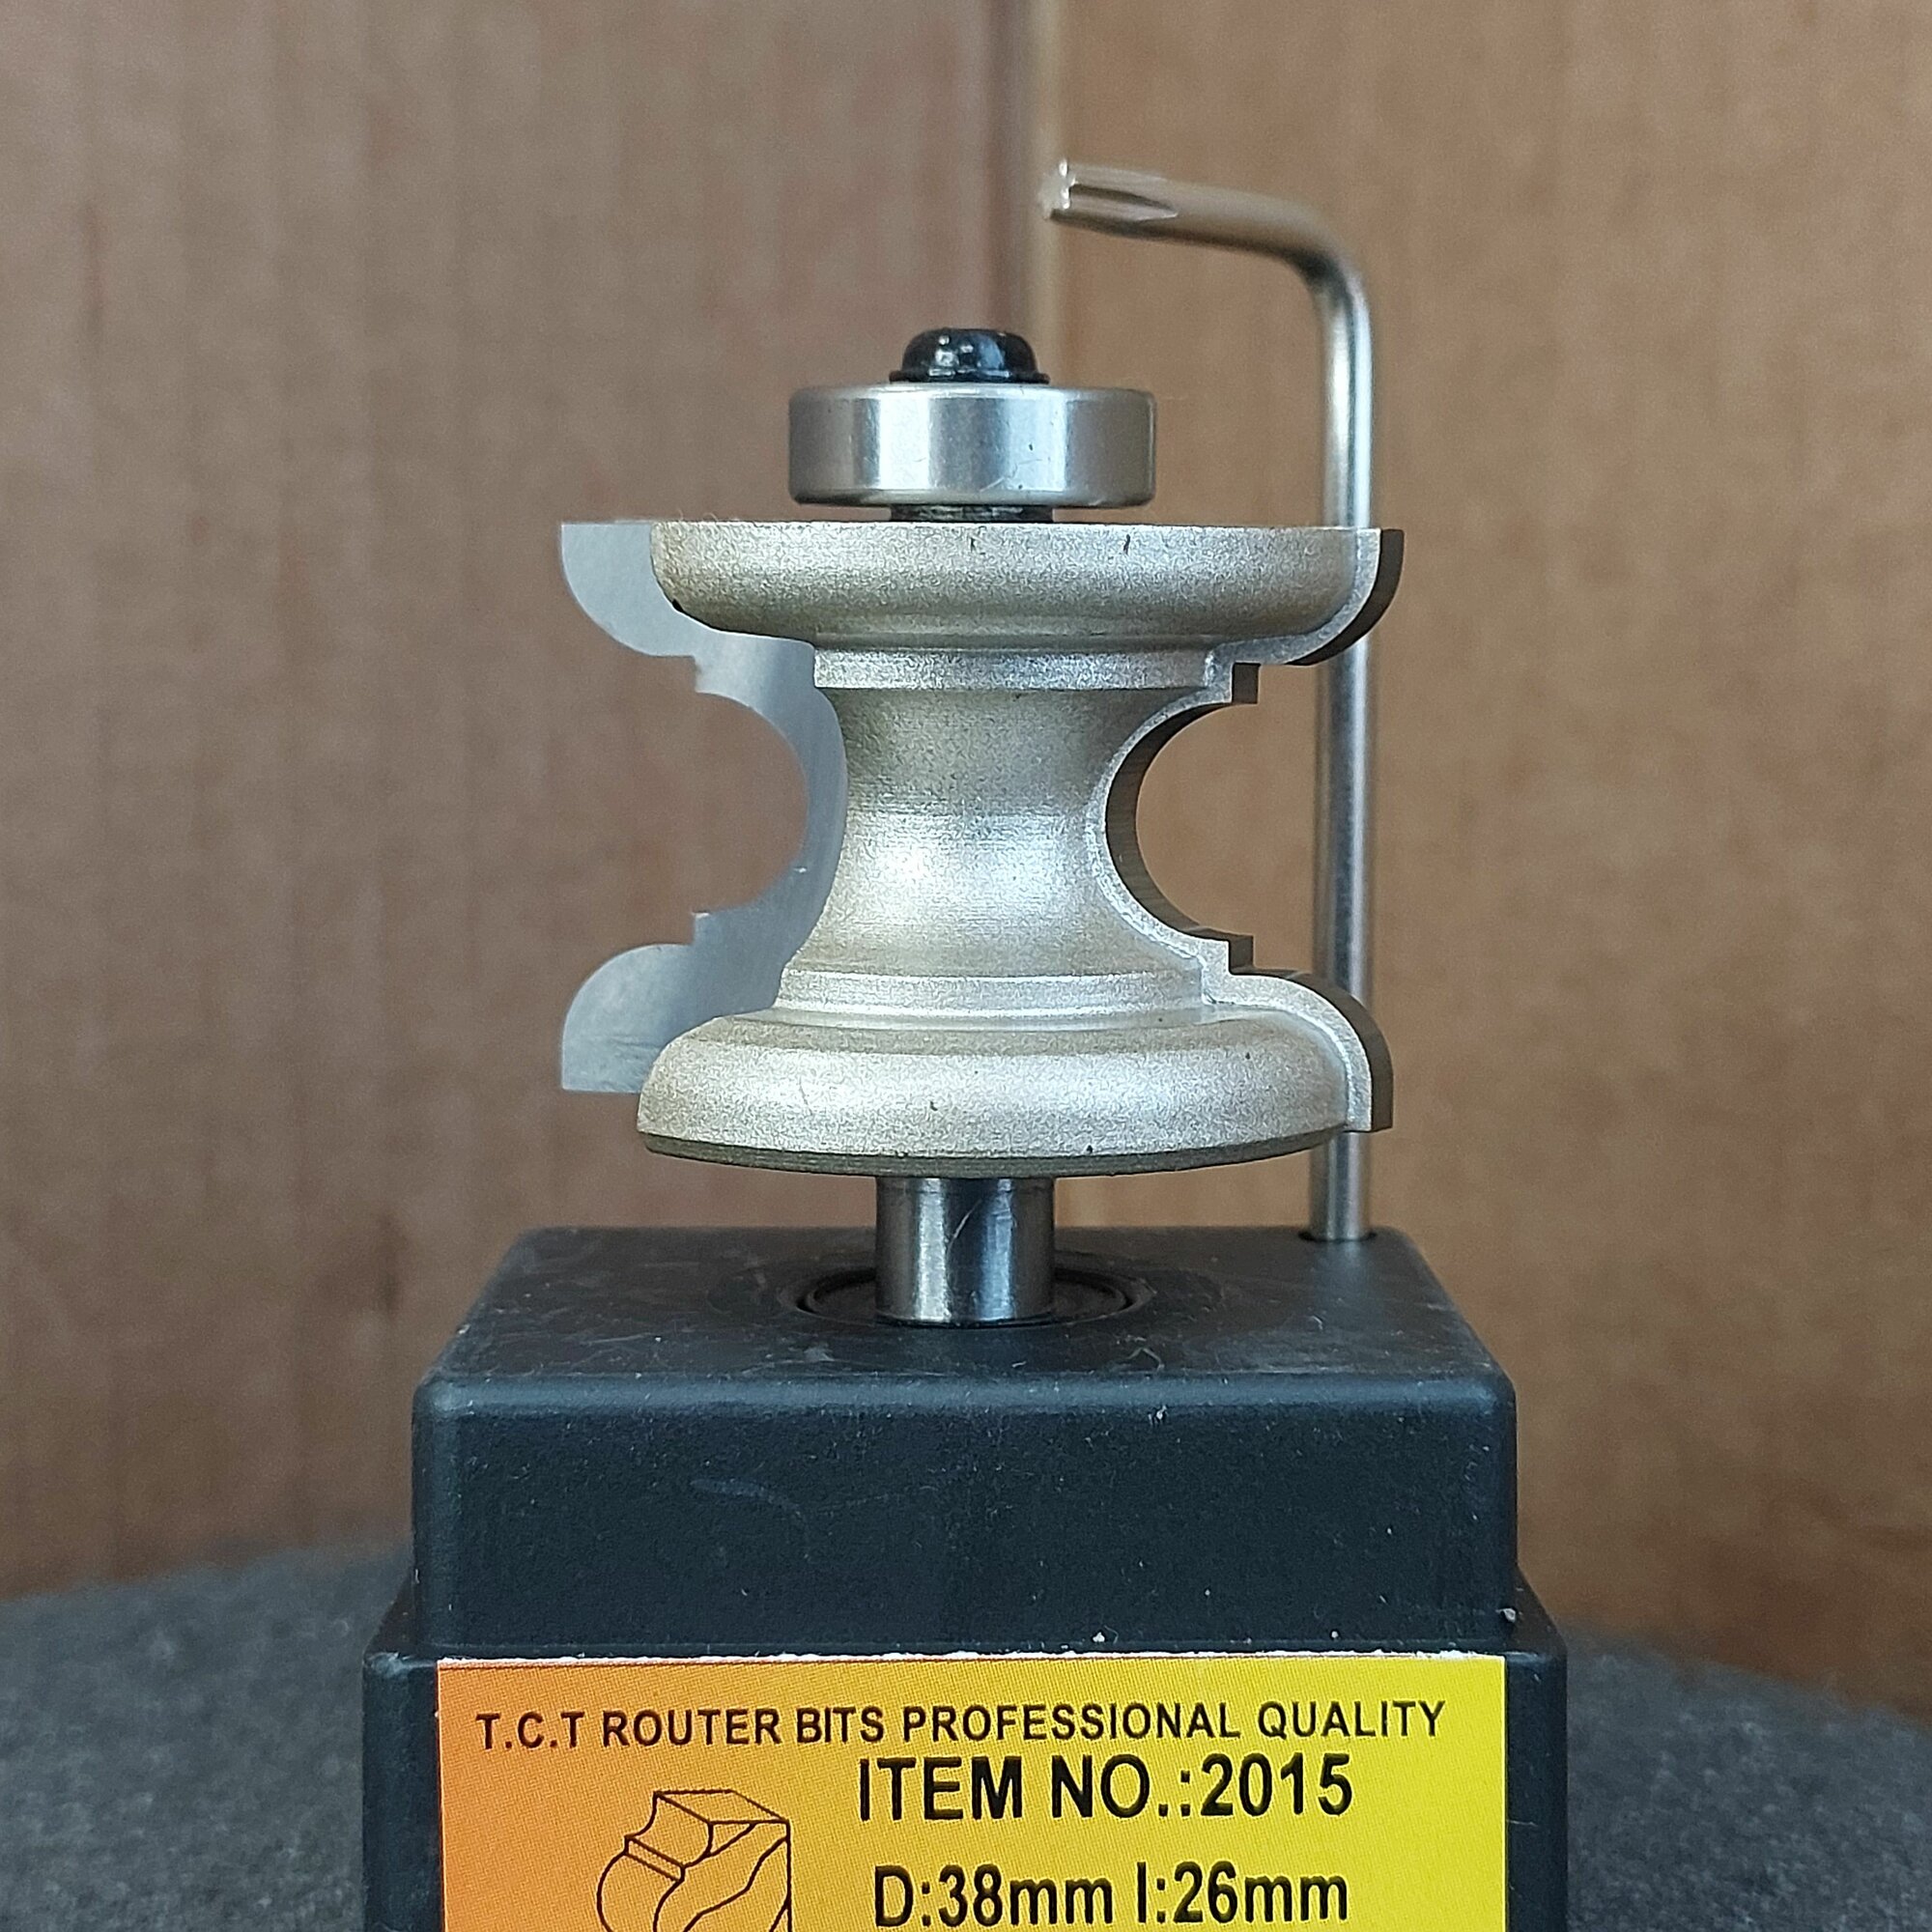 T.C.T ROUTER BITS PROFESSIONAL QUALITY
ITEM NO.:2015
D:38mm I:26mm